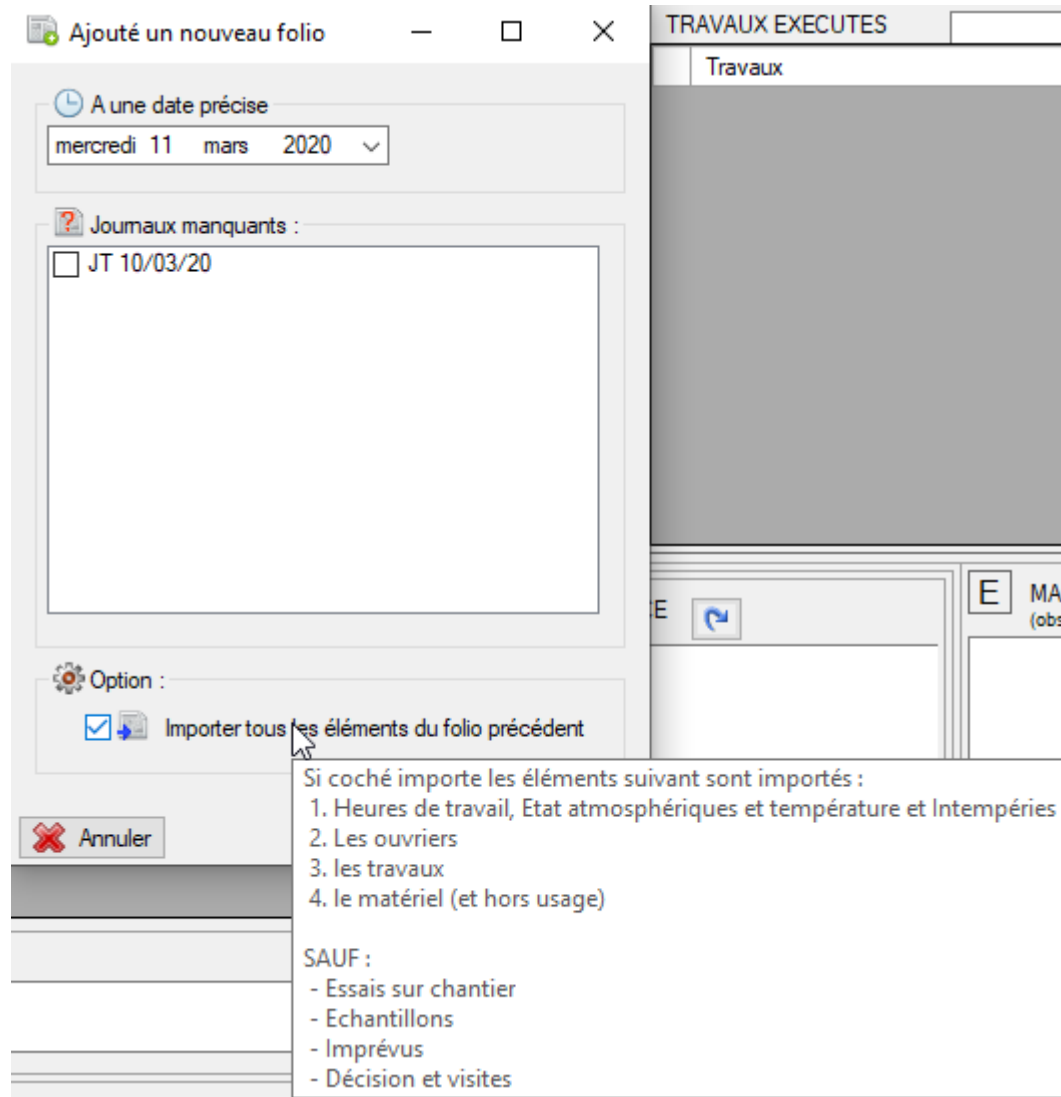 Ajouté un nouveau folio
A une date précise
mercredi 11 mars 2020
Journaux manquants :
JT 10/03/20
Option :
Importer tous les éléments du folio précédent
Annuler
TRAVAUX EXECUTES
Travaux
E
E
MA
(obs
Si coché importe les éléments suivant sont importés :
1. Heures de travail, Etat atmosphériques et température et Intempéries
2. Les ouvriers
3. les travaux
4. le matériel (et hors usage)
SAUF :
- Essais sur chantier
- Echantillons
- Imprévus
- Décision et visites